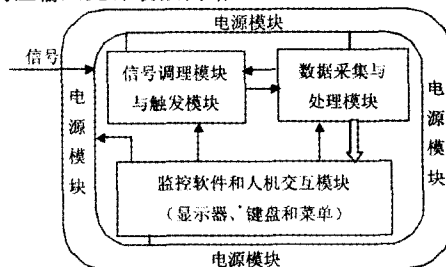 电源模块
信号
信号调理模块
与触发模块
数据采集与
处理模块
电源模块
电源模块
监控软件和人机交互模块
(显示器、键盘和菜单)
电源模块